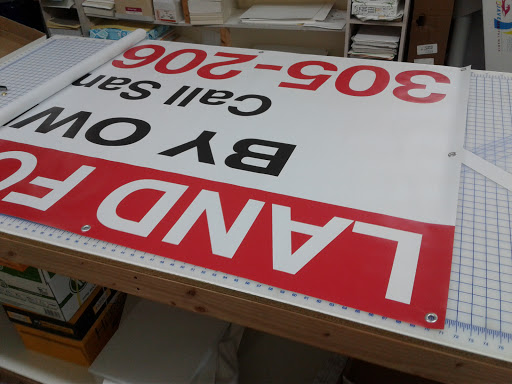 LAND FO
BY OW
Call San
305-206